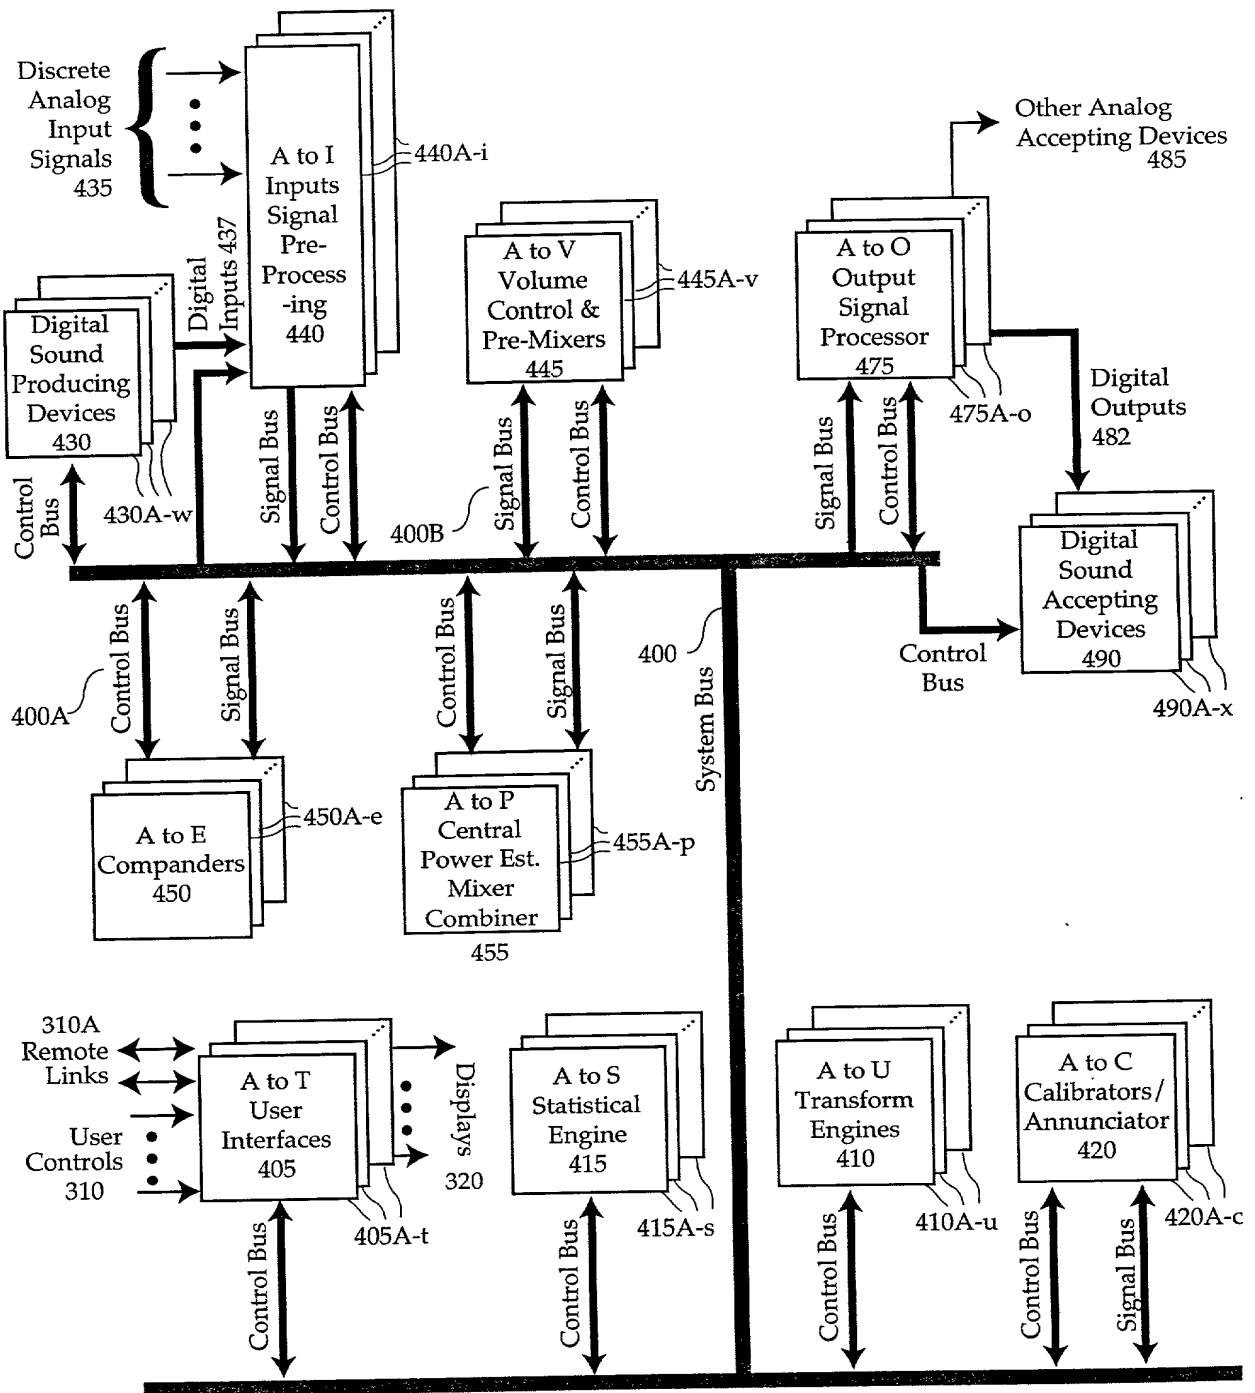 Discrete
Analog
Input
Signals
435
A to I
Inputs
Signal
Pre-
Process
-ing
440
440A-i
Digital
Inputs 437
Other Analog
Accepting Devices
485
A to V
Volume
Control &
Pre-Mixers
445
445A-v
A to O
Output
Signal
Processor
475
475A-o
Digital
Outputs
482
Digital
Sound
Producing
Devices
430
430A-w
Control
Bus
Signal Bus
Control Bus
400B
Signal Bus
Control Bus
Signal Bus
Control Bus
Digital
Sound
Accepting
Devices
490
490A-x
Control
Bus
400A
Control Bus
Signal Bus
Control Bus
Signal Bus
400
System Bus
A to E
Companders
450
450A-e
A to P
Central
Power Est.
Mixer
Combiner
455
455A-p
310A
Remote
Links
User
Controls
310
A to T
User
Interfaces
405
405A-t
Displays
320
A to S
Statistical
Engine
415
415A-s
A to U
Transform
Engines
410
410A-u
A to C
Calibrators/
Annunciator
420
420A-c
Control Bus
Control Bus
Control Bus
Control Bus
Signal Bus